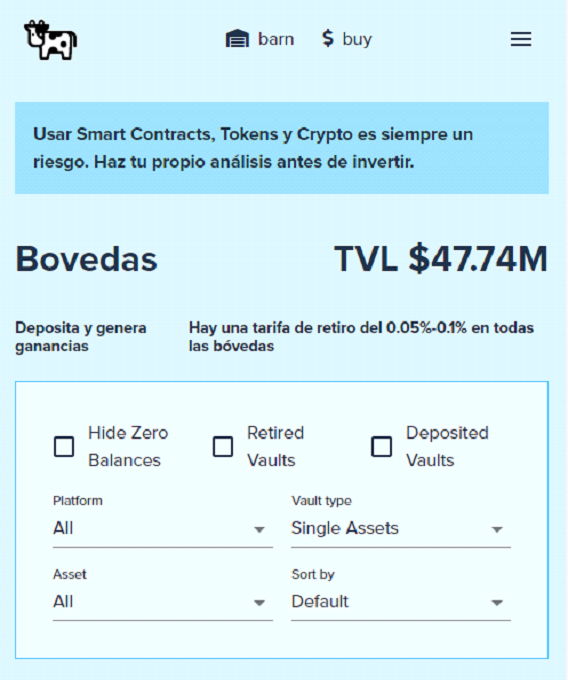 barn $ buy
Usar Smart Contracts, Tokens y Crypto es siempre un
riesgo. Haz tu propio análisis antes de invertir.
Bovedas TVL $47.74M
Deposita y genera
ganancias
Hay una tarifa de retiro del 0.05%-0.1% en todas
las bóvedas
Hide Zero
Balances
Retired
Vaults
Deposited
Vaults
Platform
All
Vault type
Single Assets
Asset
All
Sort by
Default